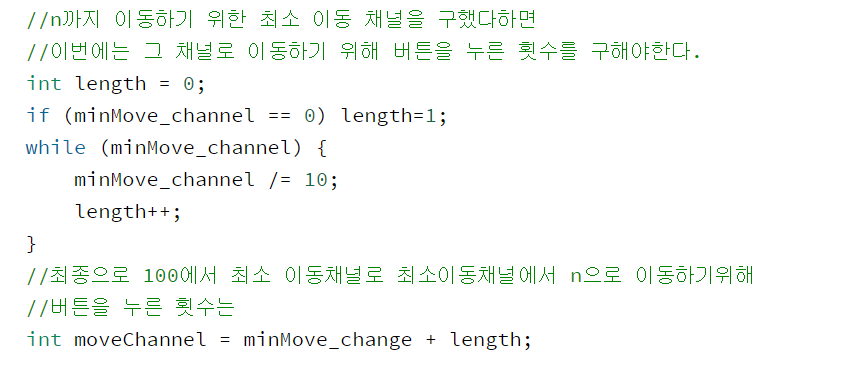 //n까지 이동하기 위한 최소 이동 채널을 구했다하면
//이번에는 그 채널로 이동하기 위해 버튼을 누른 횟수를 구해야한다.
int length = 0;
if (minMove_channel == 0) length=1;
while (minMove_channel) {
    minMove_channel /= 10;
    length++;
}
//최종으로 100에서 최소 이동채널로 최소이동채널에서 n으로 이동하기위해
//버튼을 누른 횟수는
int moveChannel = minMove_change + length;